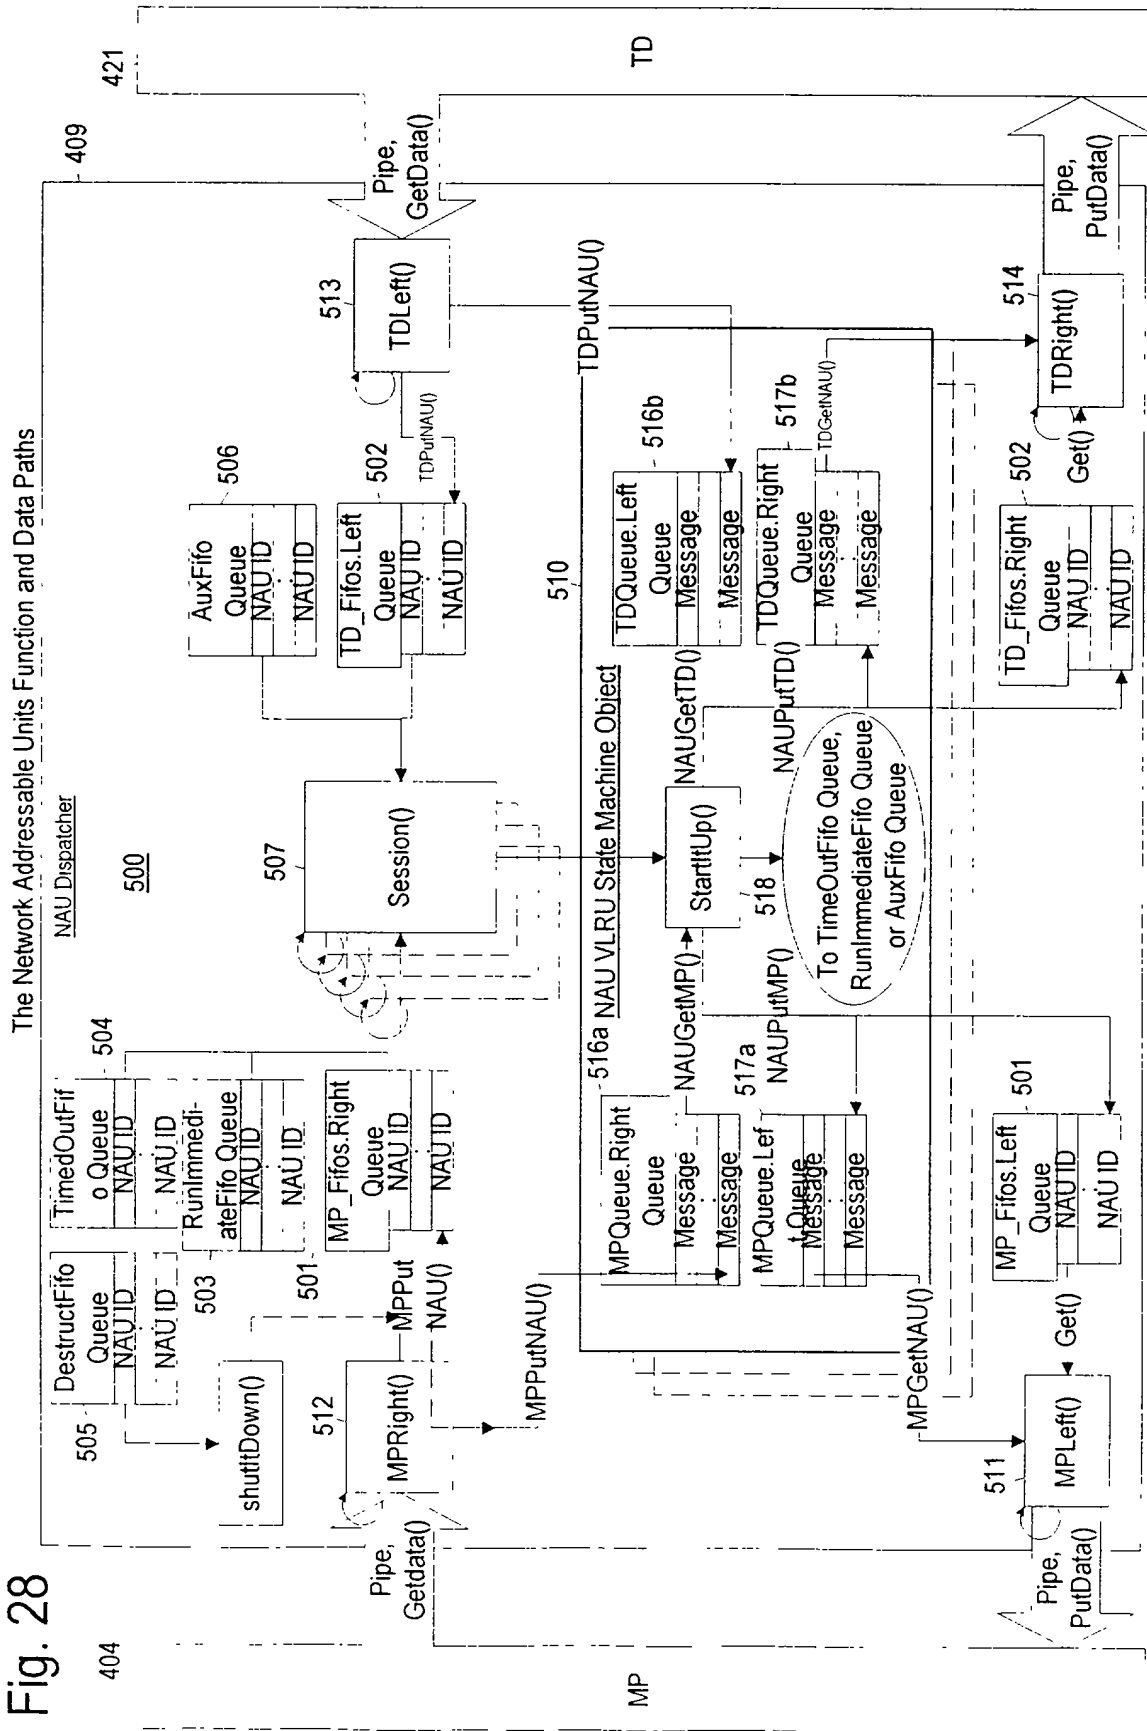 Fig. 28
The Network Addressable Units Function and Data Paths
404
MP
409
421
TD
NAU Dispatcher
500
505
DestructFifo
Queue
NAU ID
NAU ID
504
TimedOutFif
o Queue
NAU ID
NAU ID
503
RunImmedi-
ateFifo Queue
NAU ID
NAU ID
501
MP_Fifos.Right
Queue
NAU ID
NAU ID
shutItDown()
512
MPRight()
MPPut
NAU()
Pipe,
Getdata()
MPPutNAU()
507
Session()
506
AuxFifo
Queue
NAU ID
NAU ID
502
TD_Fifos.Left
Queue
NAU ID
NAU ID
TDPutNAU()
513
TDLeft()
Pipe,
GetData()
TDPutNAU()
510
NAU VLRU State Machine Object
516a
MPQueue.Right
Queue
Message
Message
NAUGetMP()
517a
MPQueue.Lef
t Queue
Message
Message
NAUPutMP()
StartItUp()
518
To TimeOutFifo Queue,
RunImmediateFifo Queue
or AuxFifo Queue
NAUGetTD()
516b
TDQueue.Left
Queue
Message
Message
NAUPutTD()
517b
TDQueue.Right
Queue
Message
Message
TDGetNAU()
MPGetNAU()
511
MPLeft()
Get()
501
MP_Fifos.Left
Queue
NAU ID
NAU ID
Pipe,
PutData()
502
TD_Fifos.Right
Queue
NAU ID
NAU ID
Get()
514
TDRight()
Pipe,
PutData()